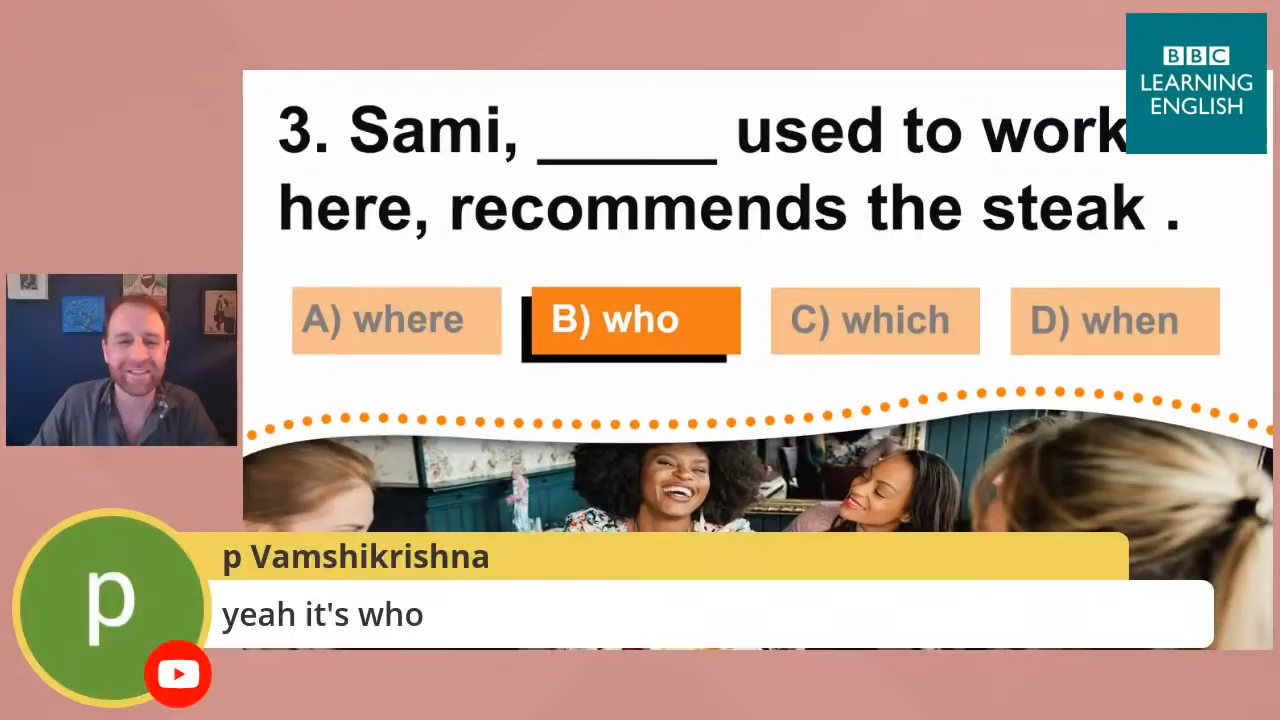 BBC
LEARNING
ENGLISH
3. Sami, _____ used to work
here, recommends the steak .
A) where
B) who
C) which
D) when
p
p Vamshikrishna
yeah it's who